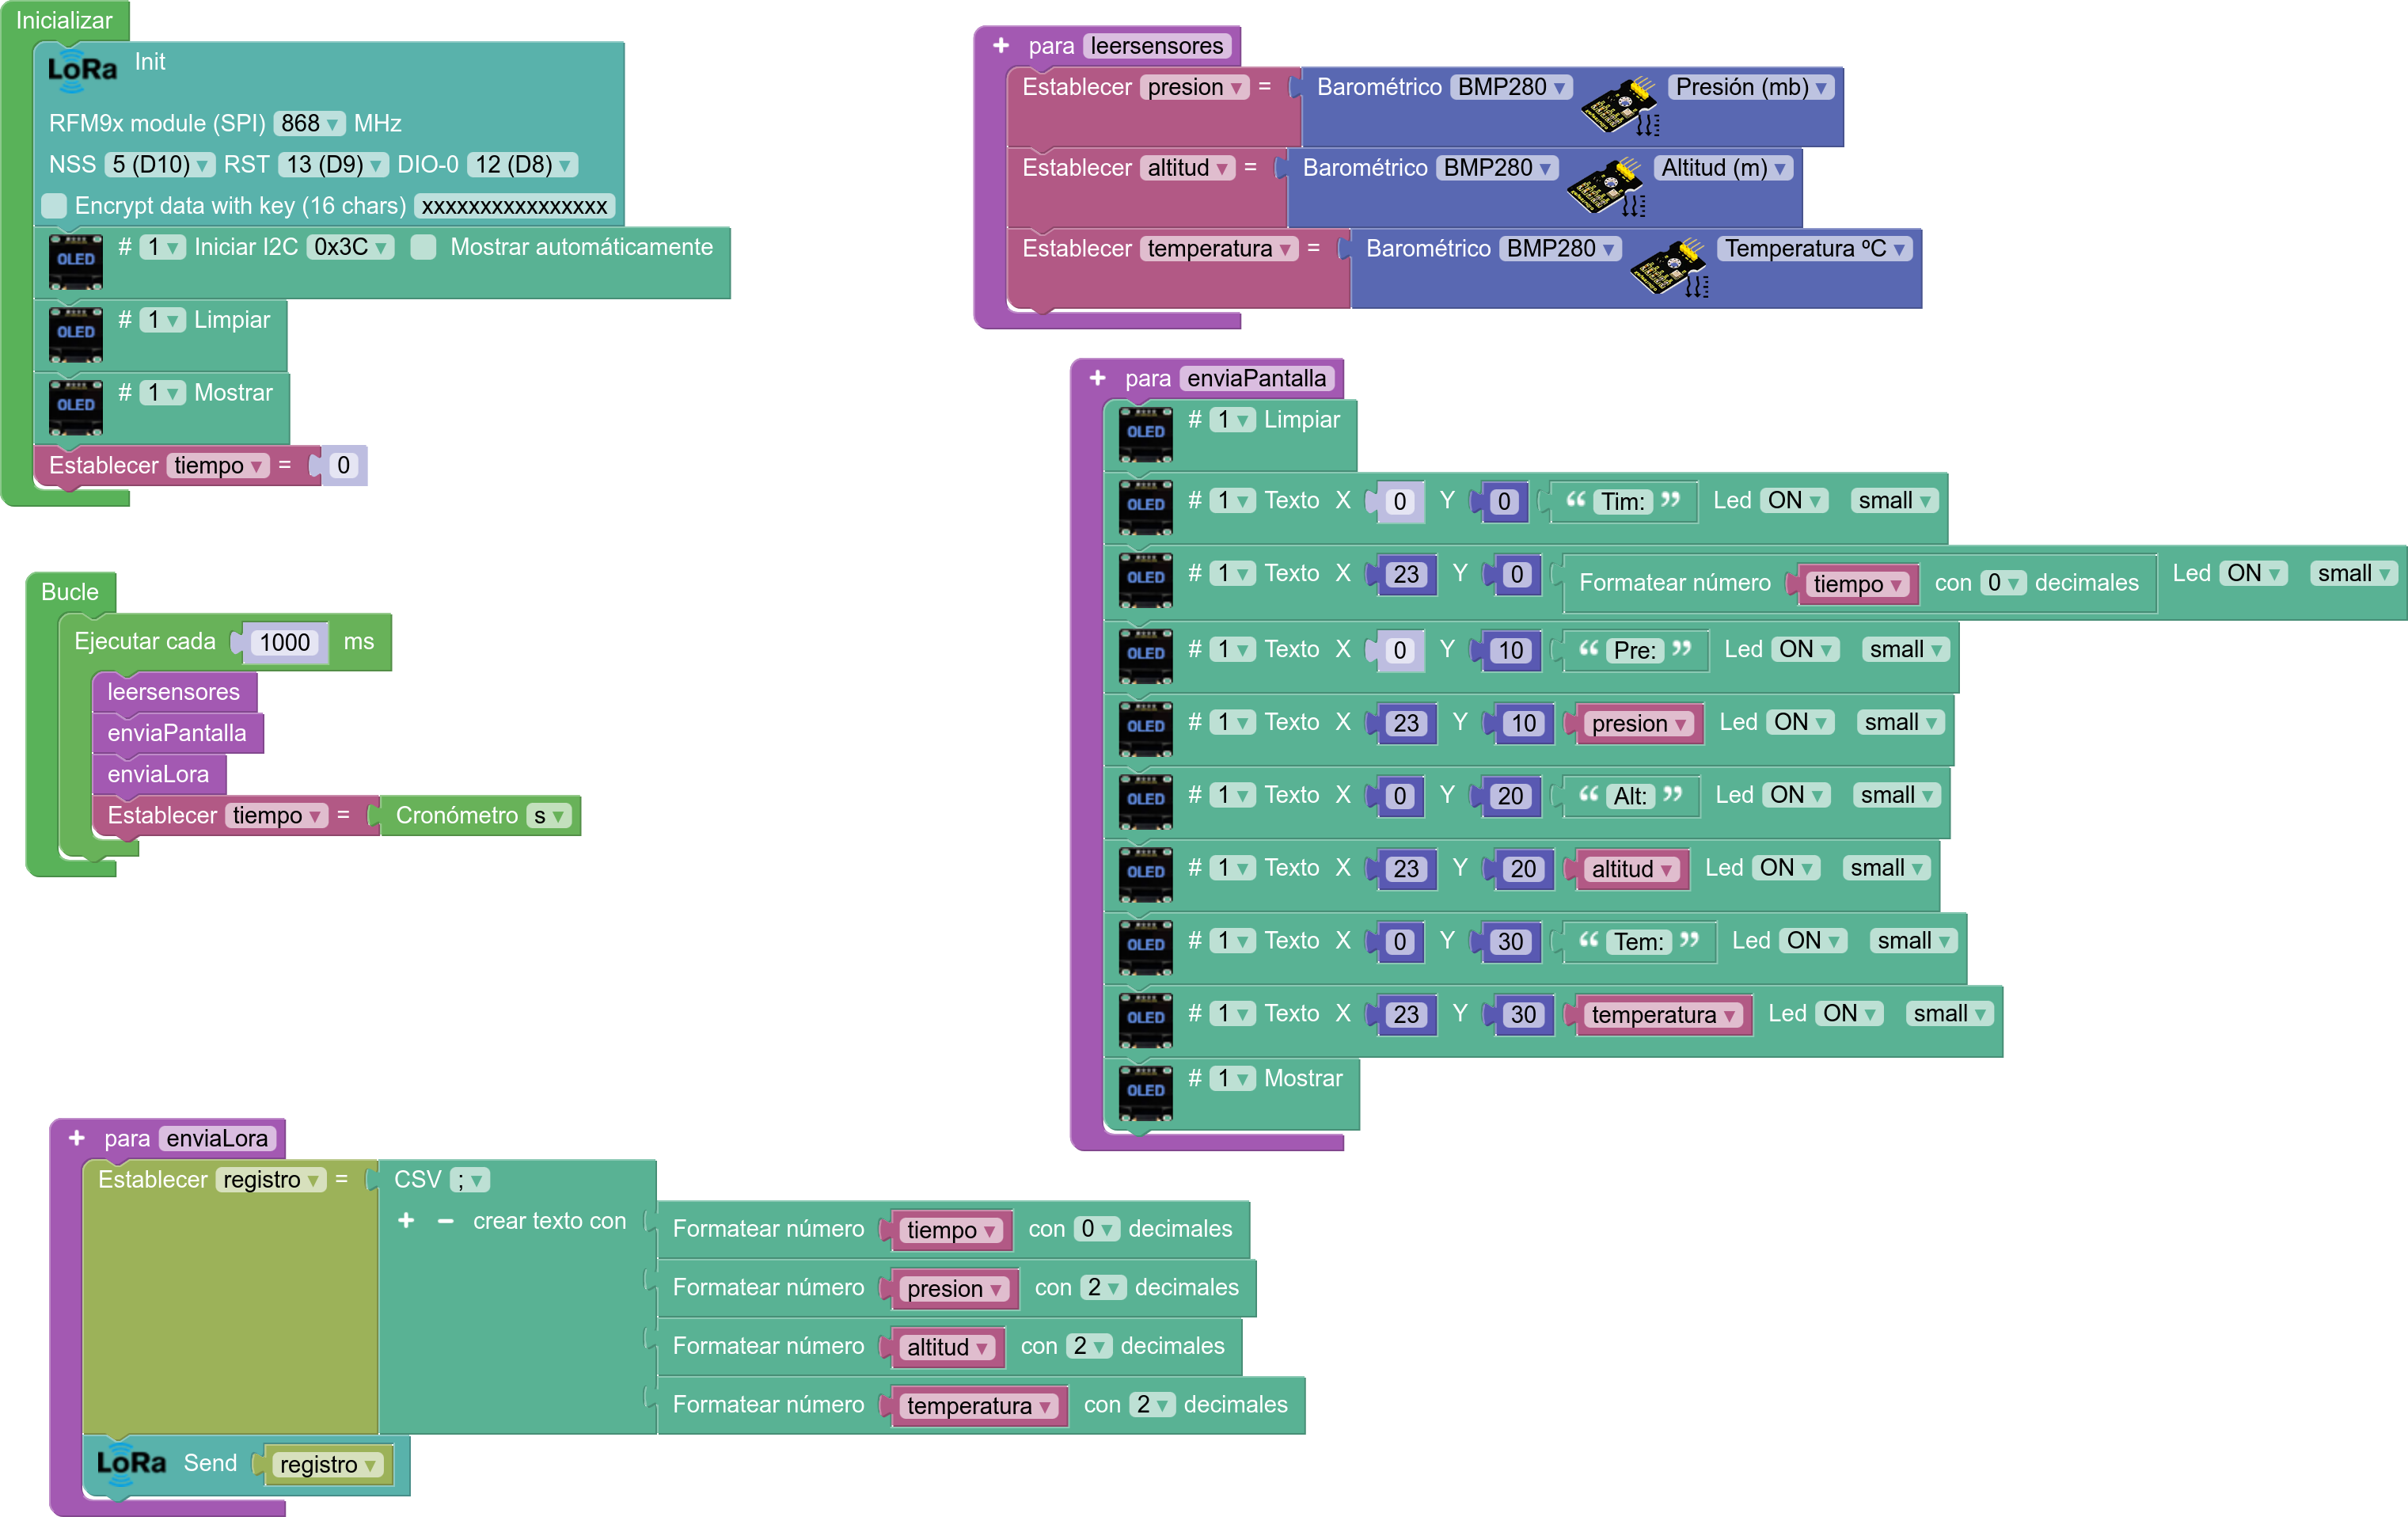 Inicializar
LoRa Init
RFM9x module (SPI) 868 MHz
NSS 5 (D10) RST 13 (D9) DIO-0 12 (D8)
Encrypt data with key (16 chars) xxxxxxxxxxxxxxxx
OLED # 1 Iniciar I2C 0x3C Mostrar automáticamente
OLED # 1 Limpiar
OLED # 1 Mostrar
Establecer tiempo = 0
Bucle
Ejecutar cada 1000 ms
leersensores
enviaPantalla
enviaLora
Establecer tiempo = Cronómetro s
para leersensores
Establecer presion = Barométrico BMP280 Presión (mb)
Establecer altitud = Barométrico BMP280 Altitud (m)
Establecer temperatura = Barométrico BMP280 Temperatura ºC
para enviaPantalla
OLED # 1 Limpiar
OLED # 1 Texto X 0 Y 0 “ Tim: ” Led ON small
OLED # 1 Texto X 23 Y 0 Formatear número tiempo con 0 decimales Led ON small
OLED # 1 Texto X 0 Y 10 “ Pre: ” Led ON small
OLED # 1 Texto X 23 Y 10 presion Led ON small
OLED # 1 Texto X 0 Y 20 “ Alt: ” Led ON small
OLED # 1 Texto X 23 Y 20 altitud Led ON small
OLED # 1 Texto X 0 Y 30 “ Tem: ” Led ON small
OLED # 1 Texto X 23 Y 30 temperatura Led ON small
OLED # 1 Mostrar
para enviaLora
Establecer registro = CSV ;
crear texto con Formatear número tiempo con 0 decimales
Formatear número presion con 2 decimales
Formatear número altitud con 2 decimales
Formatear número temperatura con 2 decimales
LoRa Send registro